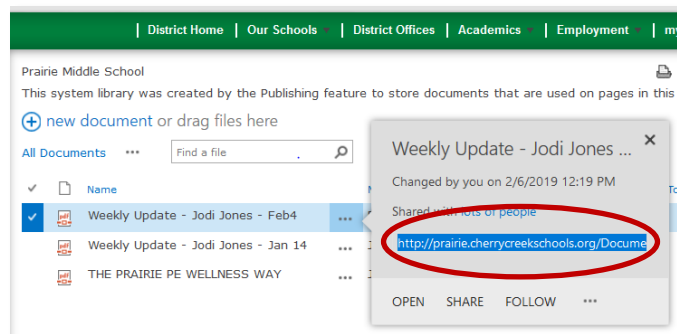 District Home | Our Schools | District Offices | Academics | Employment | my
Prairie Middle School
This system library was created by the Publishing feature to store documents that are used on pages in this
new document or drag files here
All Documents ... Find a file
Name
Weekly Update - Jodi Jones - Feb4 ...
Weekly Update - Jodi Jones - Jan 14 ...
THE PRAIRIE PE WELLNESS WAY ...
Weekly Update - Jodi Jones ...
Changed by you on 2/6/2019 12:19 PM
Shared with lots of people
http://prairie.cherrycreekschools.org/Docume
OPEN SHARE FOLLOW ...